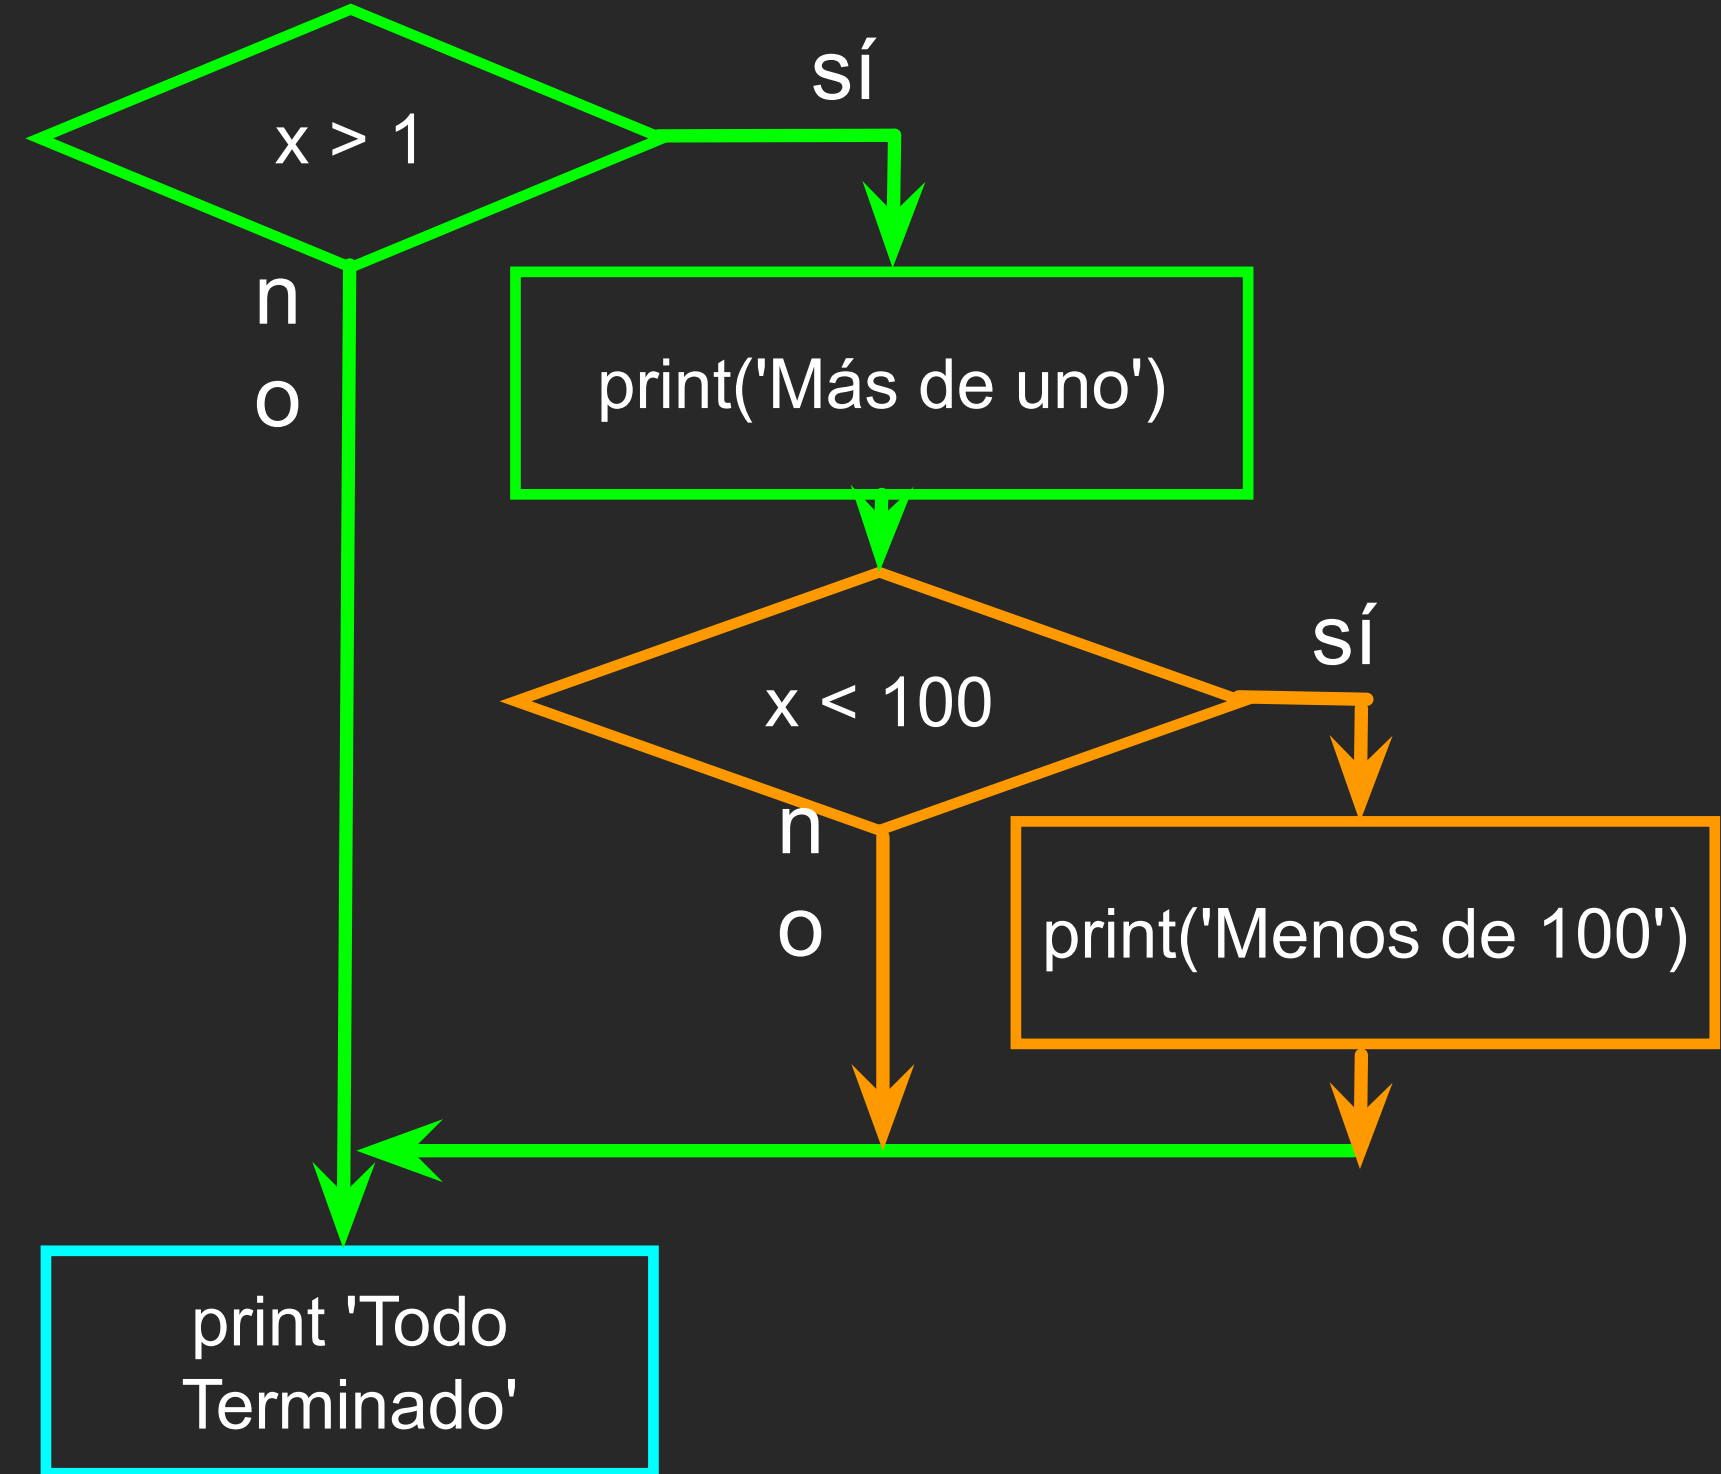 sí
x > 1
n
o
print('Más de uno')
sí
x < 100
n
o
print('Menos de 100')
print 'Todo
Terminado'